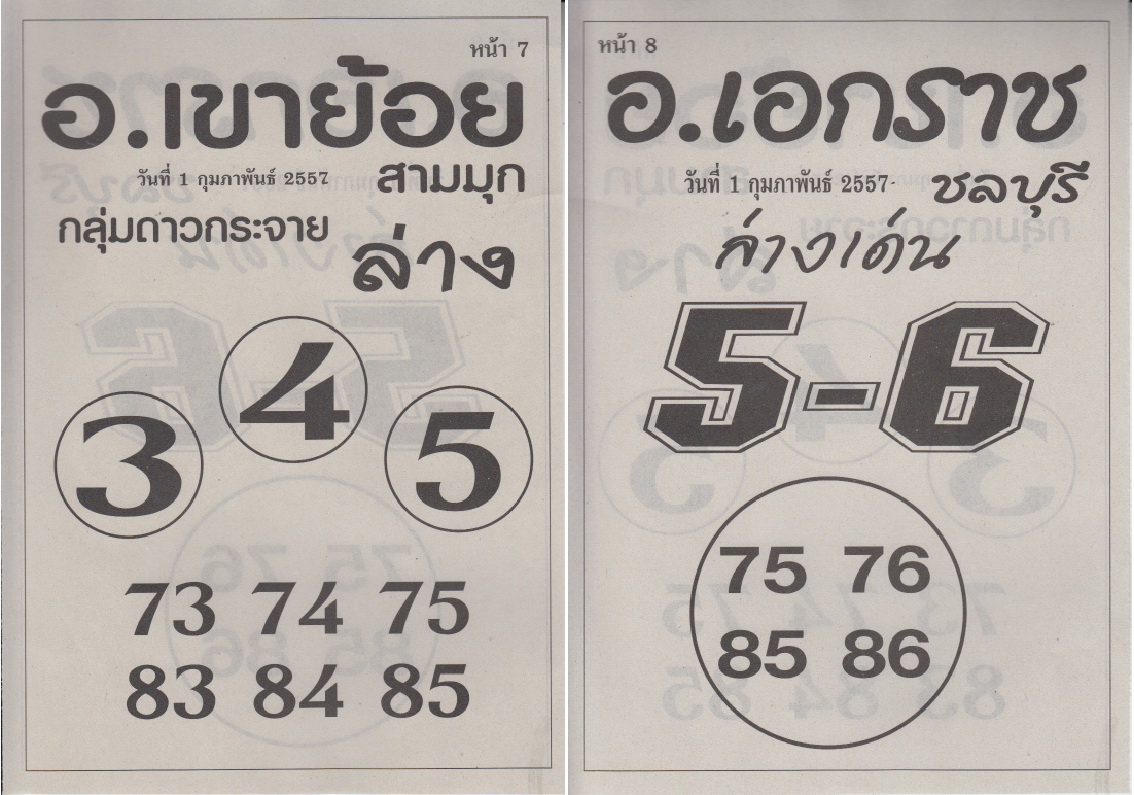 หน้า 7
อ.เขาย้อย
วันที่ 1 กุมภาพันธ์ 2557 สามมุก
กลุ่มดาวกระจาย ล่าง
3 4 5
73 74 75
83 84 85
หน้า 8
อ.เอกราช
วันที่ 1 กุมภาพันธ์ 2557 ชลบุรี
ล่างเด่น
5-6
75 76
85 86